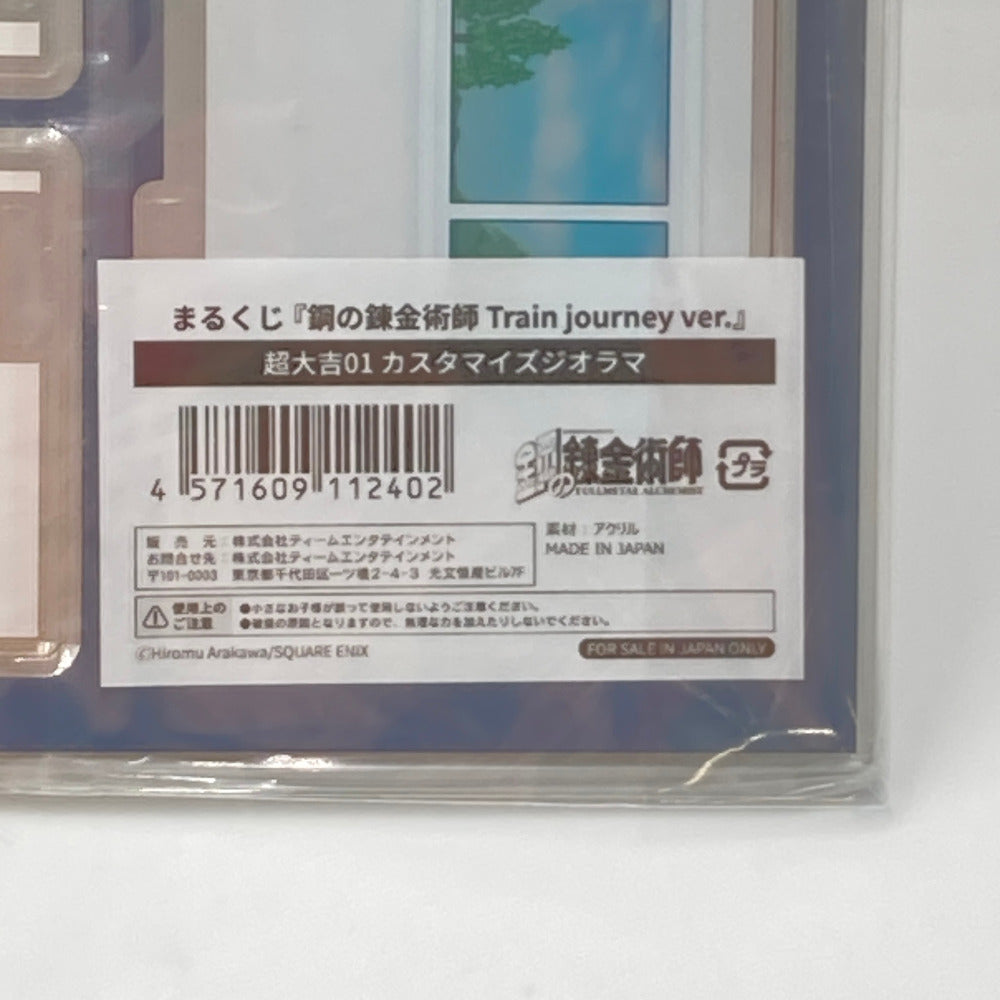 まるくじ『鋼の錬金術師 Train journey ver.』
超大吉01 カスタマイズジオラマ
4 571609 112402
鋼の錬金術師
FULLMETAL ALCHEMIST
プラ
販売元:株式会社ティームエンタテインメント
お問合せ先:株式会社ティームエンタテインメント
〒101-0003 東京都千代田区一ツ橋2-4-3 光文恒産ビル7F
素材:アクリル
MADE IN JAPAN
使用上のご注意
●小さなお子様が誤って使用しないようご注意ください。
●破損の原因となりますので、無理な力を加えたりしないでください。
©Hiromu Arakawa/SQUARE ENIX
FOR SALE IN JAPAN ONLY